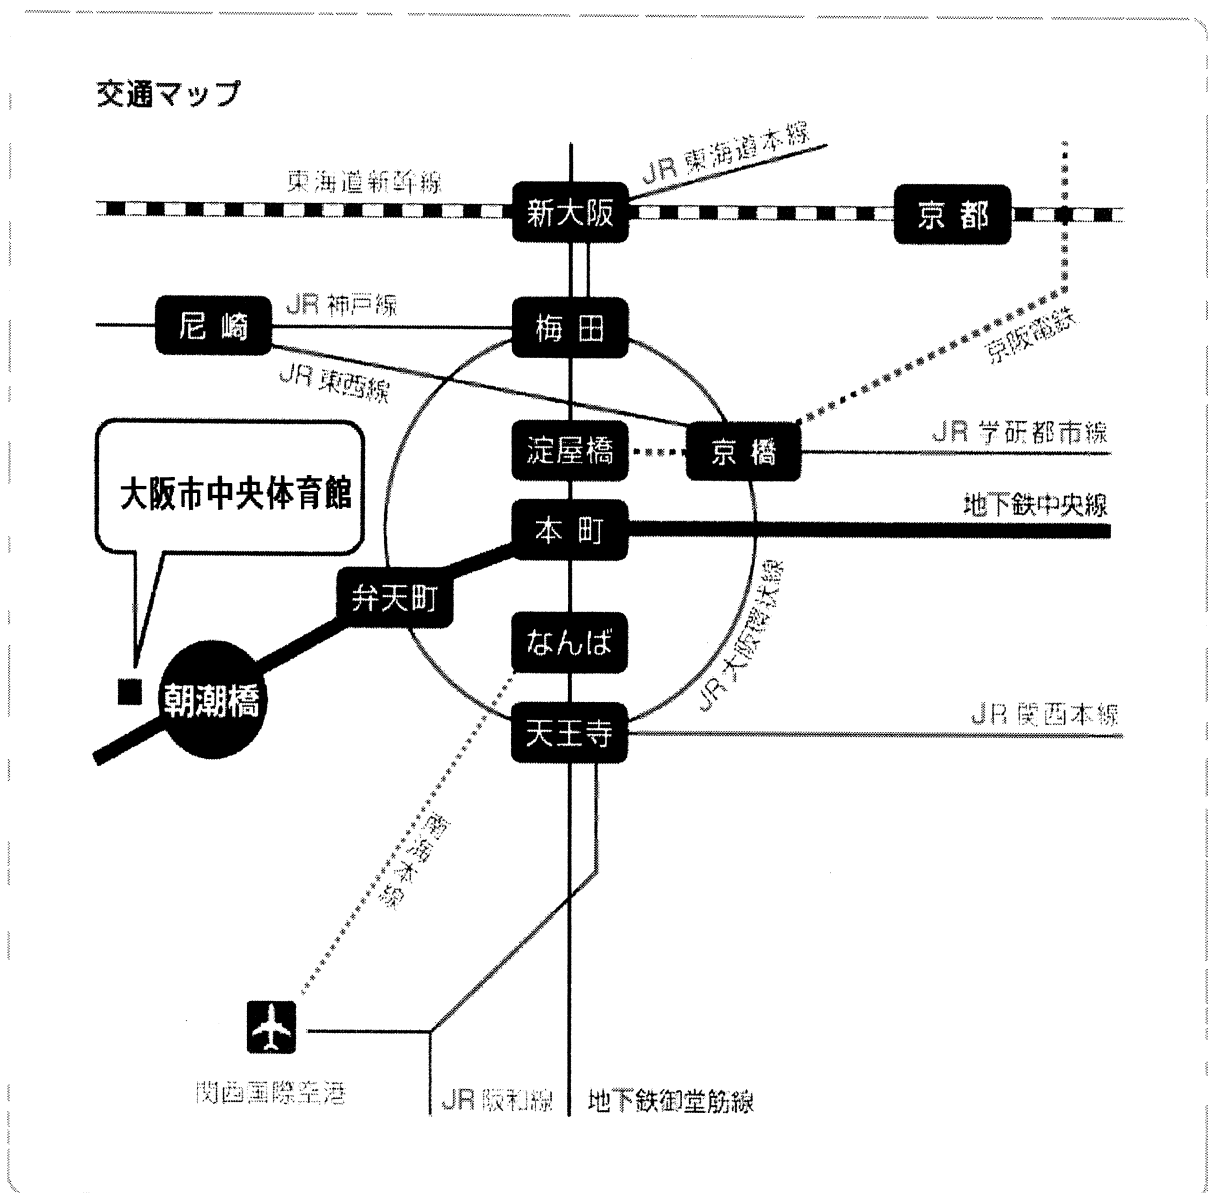 交通マップ
東海道新幹線
JR 東海道本線
新大阪
京都
尼崎
JR 神戸線
梅田
JR 東西線
京阪電鉄
淀屋橋
京橋
JR 学研都市線
大阪市中央体育館
本町
地下鉄中央線
弁天町
JR 大阪環状線
なんば
朝潮橋
天王寺
JR 関西本線
南海本線
関西国際空港
JR 阪和線
地下鉄御堂筋線